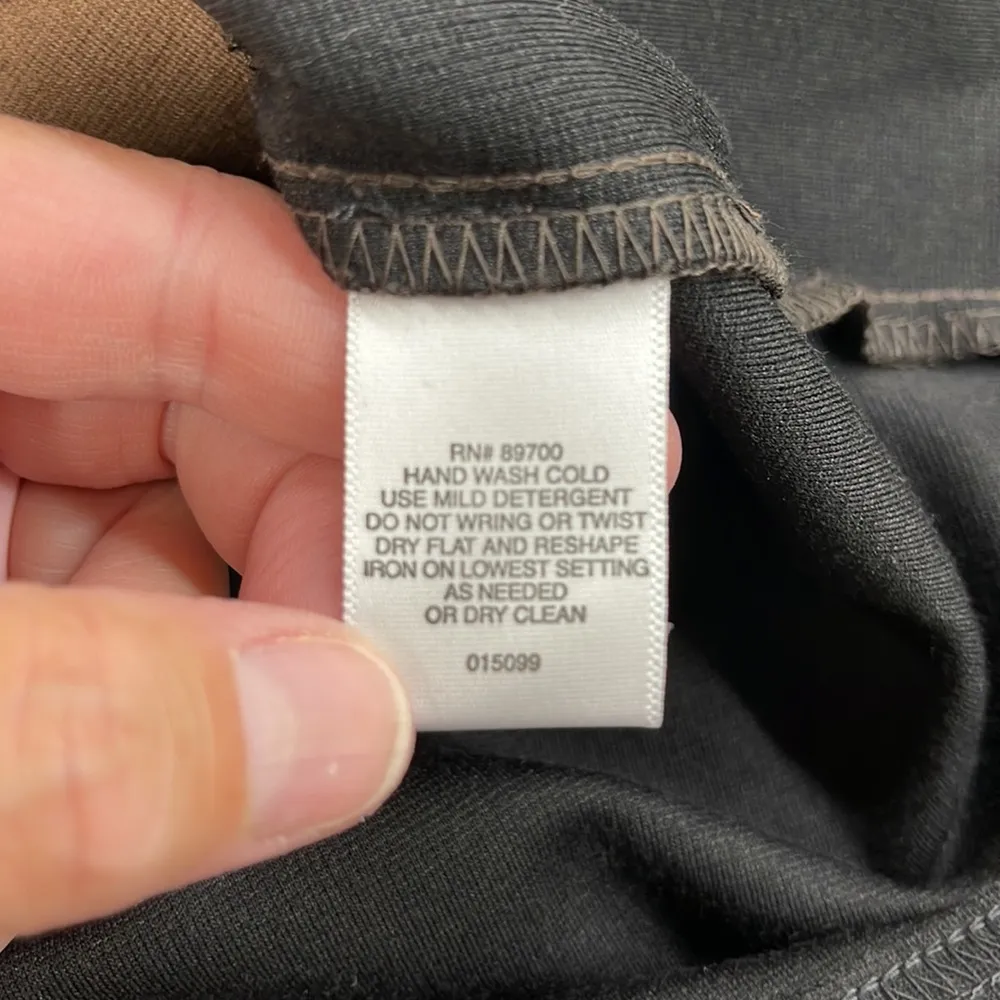 RN# 89700
HAND WASH COLD
USE MILD DETERGENT
DO NOT WRING OR TWIST
DRY FLAT AND RESHAPE
IRON ON LOWEST SETTING
AS NEEDED
OR DRY CLEAN
015099